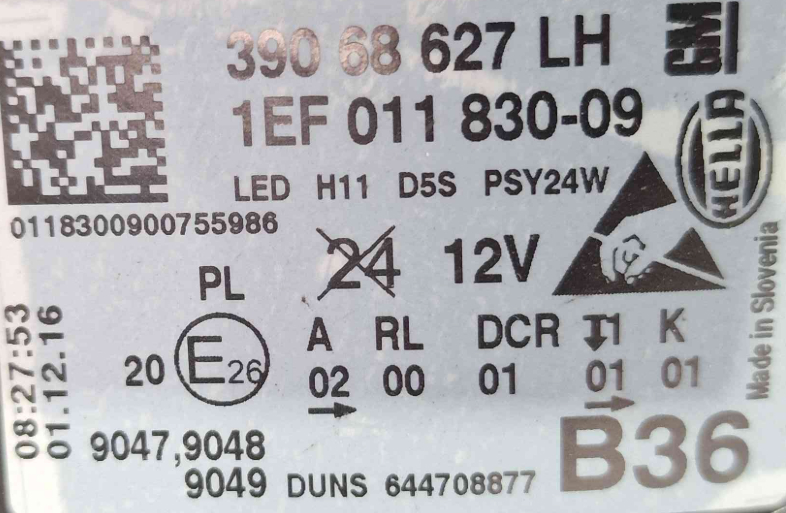 390 68 627 LH GM
1EF 011 830-09 HELLA
LED H11 D5S PSY24W
0118300900755986
24 12V
PL
A RL DCR 1 K
20 E26 02 00 01 01 01
08:27:53
01.12.16
9047,9048
9049 DUNS 644708877
B36
Made in Slovenia